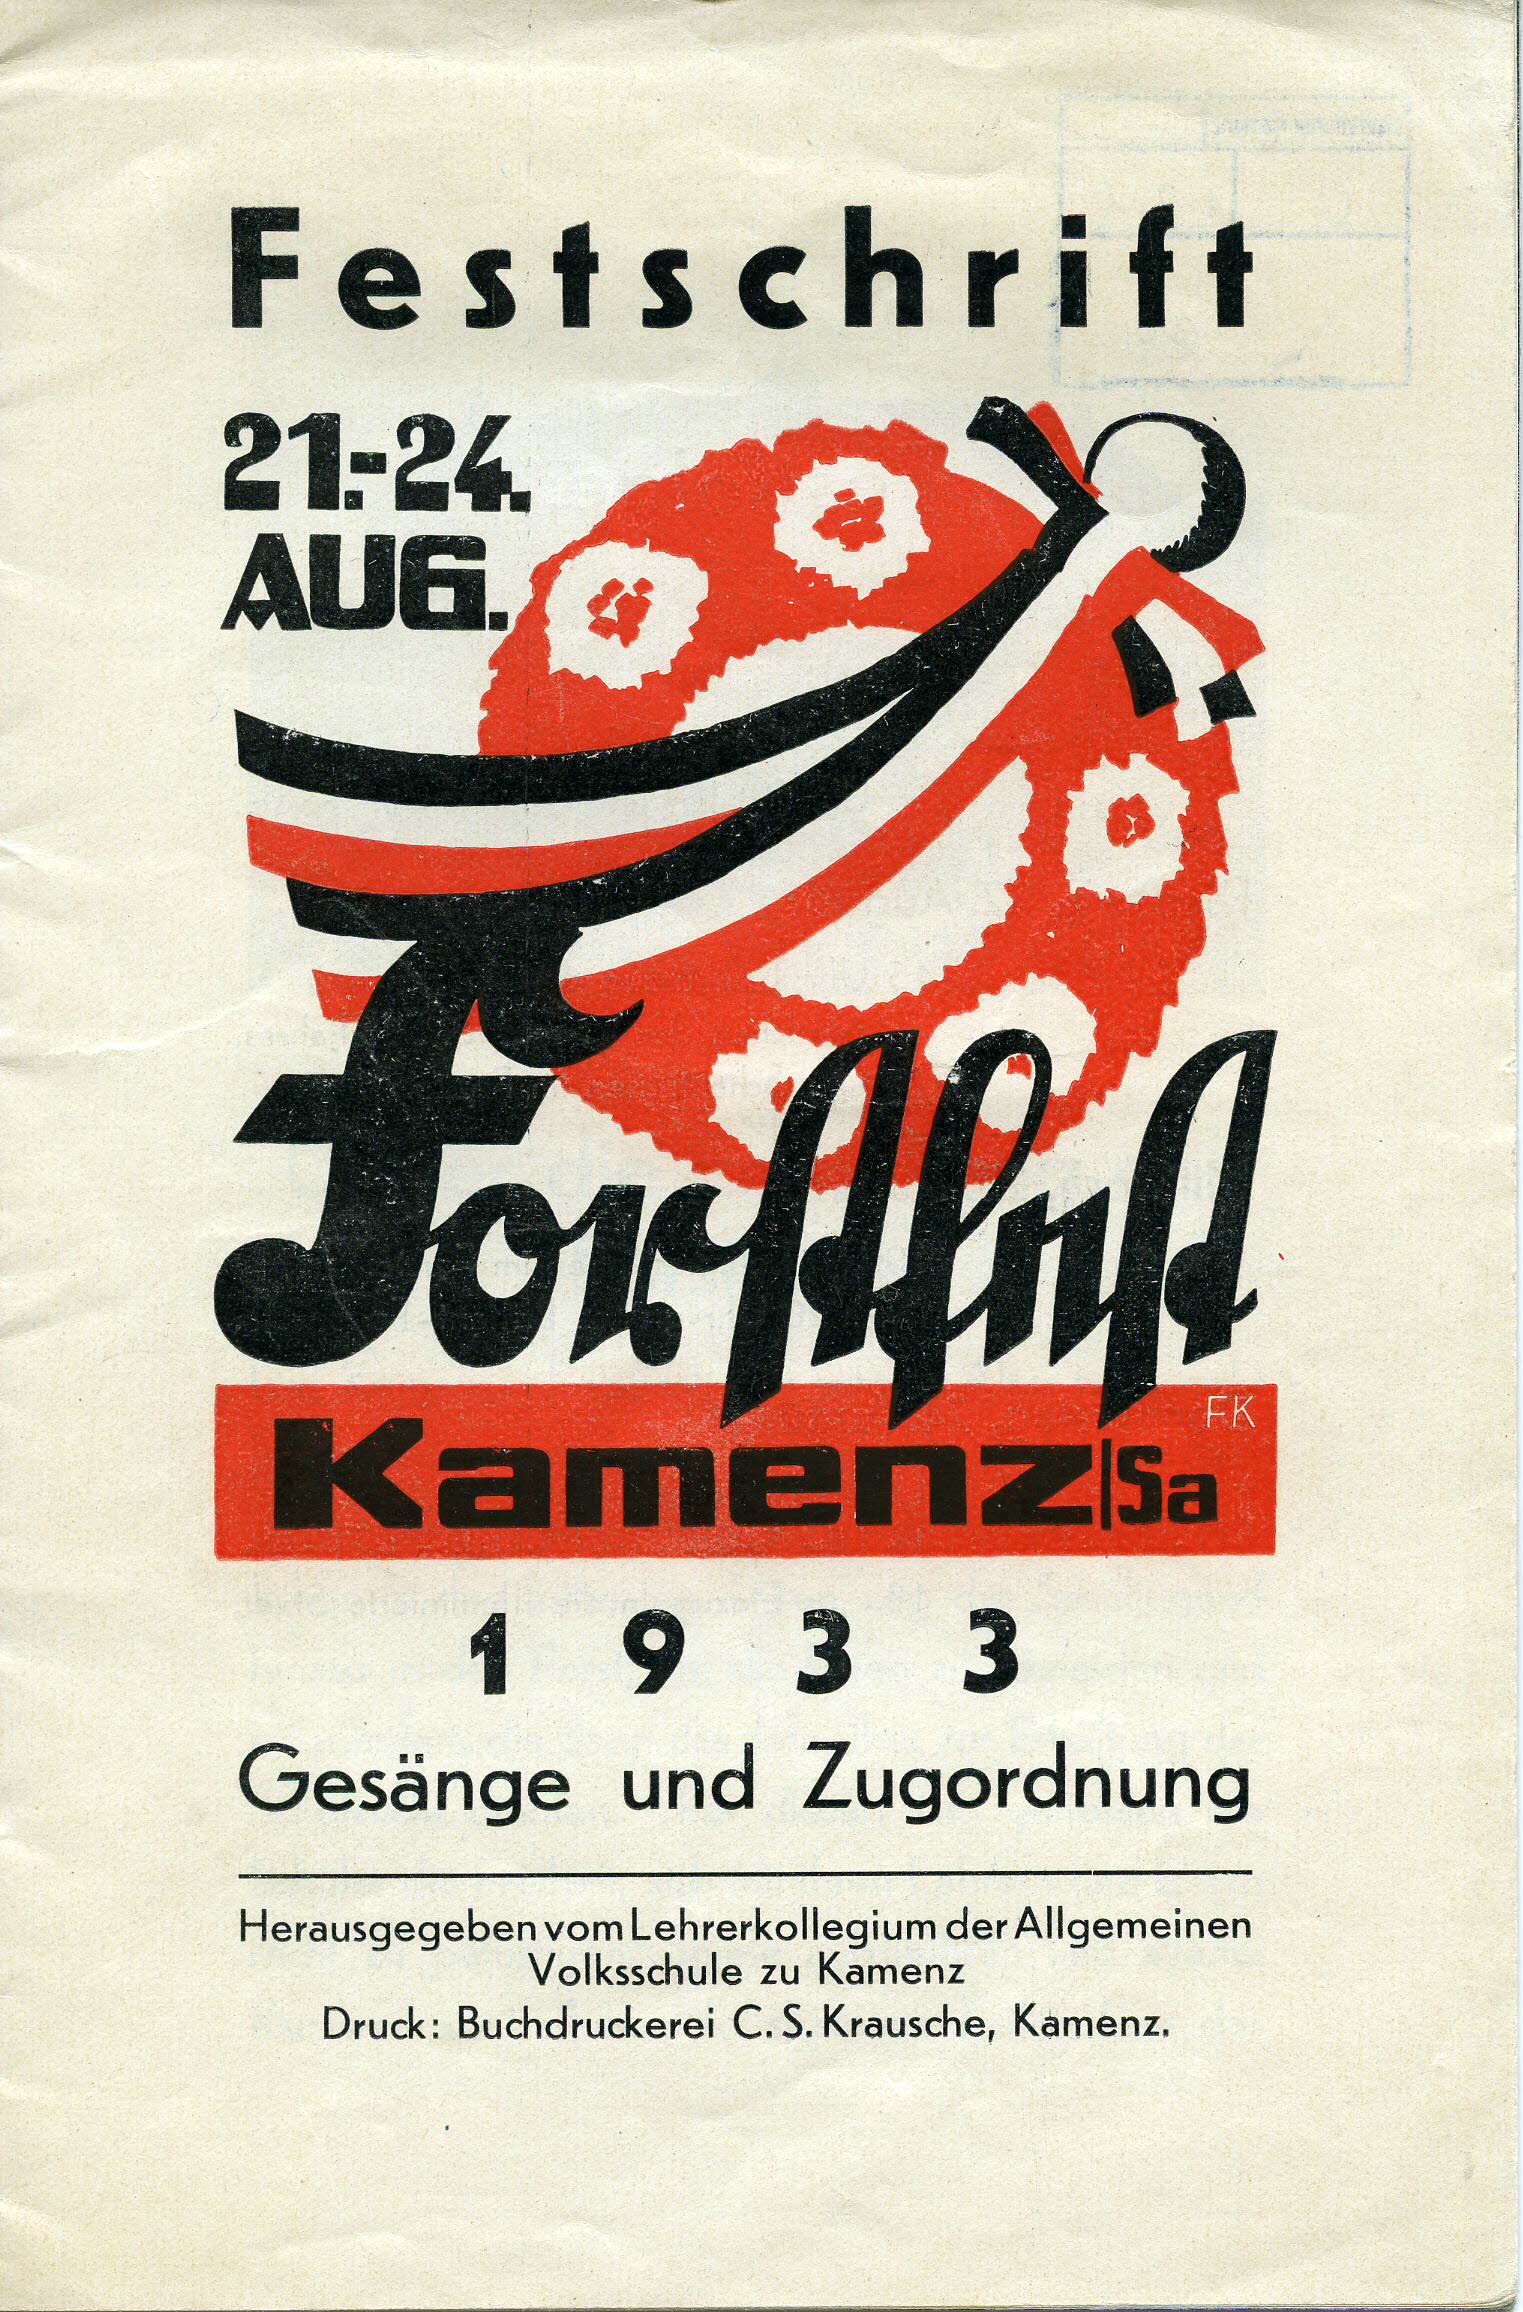 Festschrift
21.-24.
AUG.
Forstfest
Kamenz/Sa
FK
1933
Gesänge und Zugordnung
Herausgegeben vom Lehrerkollegium der Allgemeinen
Volksschule zu Kamenz
Druck: Buchdruckerei C. S. Krausche, Kamenz.